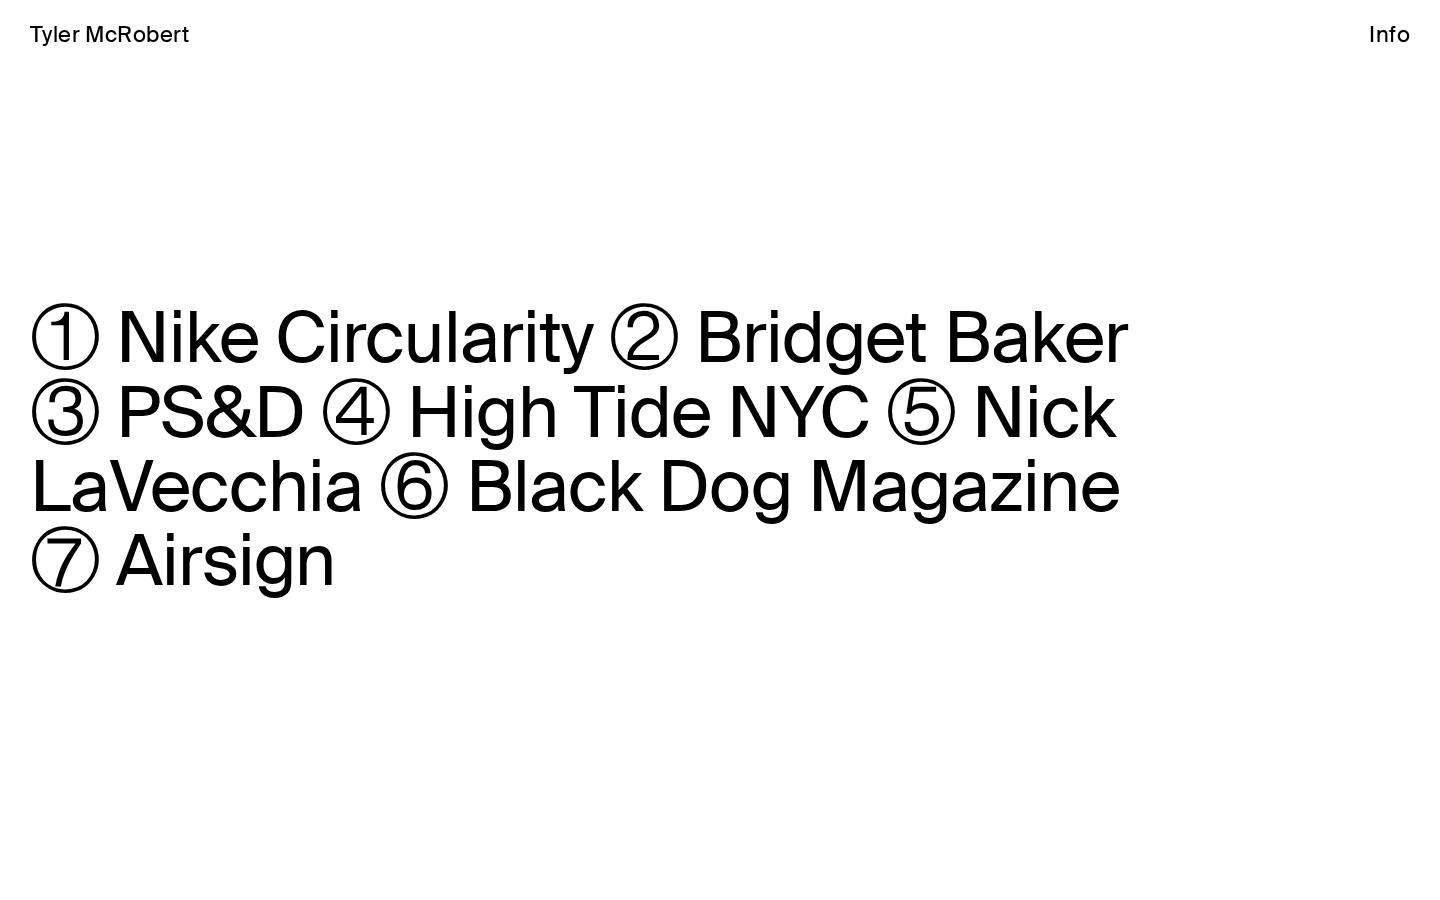 Tyler McRobert
Info
① Nike Circularity ② Bridget Baker
③ PS&D ④ High Tide NYC ⑤ Nick
LaVecchia ⑥ Black Dog Magazine
⑦ Airsign